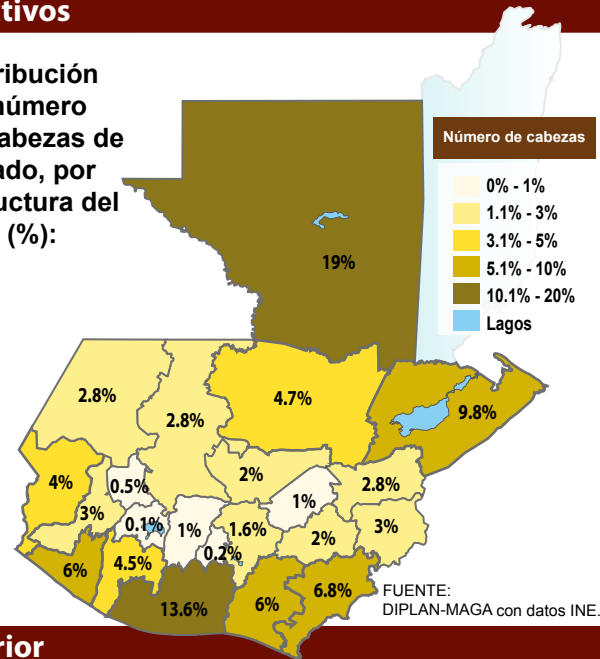 tivos
ribución
número
abezas de
ado, por
uctura del
(%):
Número de cabezas
0% - 1%
1.1% - 3%
3.1% - 5%
5.1% - 10%
10.1% - 20%
Lagos
19%
2.8%
2.8%
4.7%
9.8%
4%
0.5%
2%
2.8%
3%
0.1%
1%
1%
1.6%
0.2%
2%
3%
6%
4.5%
13.6%
6%
6.8%
FUENTE:
DIPLAN-MAGA con datos INE.
rior